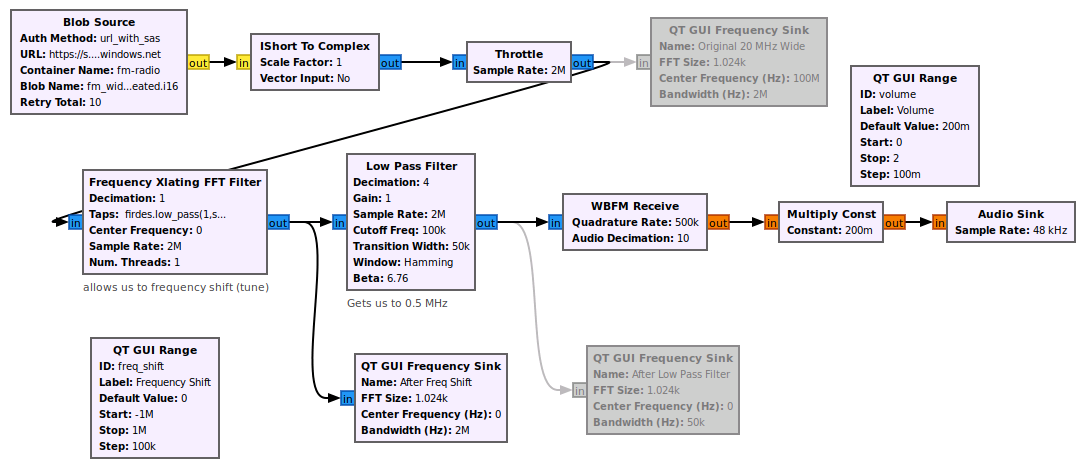 Blob Source
Auth Method: url_with_sas
URL: https://s....windows.net
Container Name: fm-radio
Blob Name: fm_wid...eated.i16
Retry Total: 10
out
in
IShort To Complex
Scale Factor: 1
Vector Input: No
out
in
Throttle
Sample Rate: 2M
out
in
QT GUI Frequency Sink
Name: Original 20 MHz Wide
FFT Size: 1.024k
Center Frequency (Hz): 100M
Bandwidth (Hz): 2M
QT GUI Range
ID: volume
Label: Volume
Default Value: 200m
Start: 0
Stop: 2
Step: 100m
in
Frequency Xlating FFT Filter
Decimation: 1
Taps: firdes.low_pass(1,s...
Center Frequency: 0
Sample Rate: 2M
Num. Threads: 1
out
allows us to frequency shift (tune)
in
Low Pass Filter
Decimation: 4
Gain: 1
Sample Rate: 2M
Cutoff Freq: 100k
Transition Width: 50k
Window: Hamming
Beta: 6.76
out
Gets us to 0.5 MHz
in
WBFM Receive
Quadrature Rate: 500k
Audio Decimation: 10
out
in
Multiply Const
Constant: 200m
out
in
Audio Sink
Sample Rate: 48 kHz
QT GUI Range
ID: freq_shift
Label: Frequency Shift
Default Value: 0
Start: -1M
Stop: 1M
Step: 100k
in
QT GUI Frequency Sink
Name: After Freq Shift
FFT Size: 1.024k
Center Frequency (Hz): 0
Bandwidth (Hz): 2M
in
QT GUI Frequency Sink
Name: After Low Pass Filter
FFT Size: 1.024k
Center Frequency (Hz): 0
Bandwidth (Hz): 50k